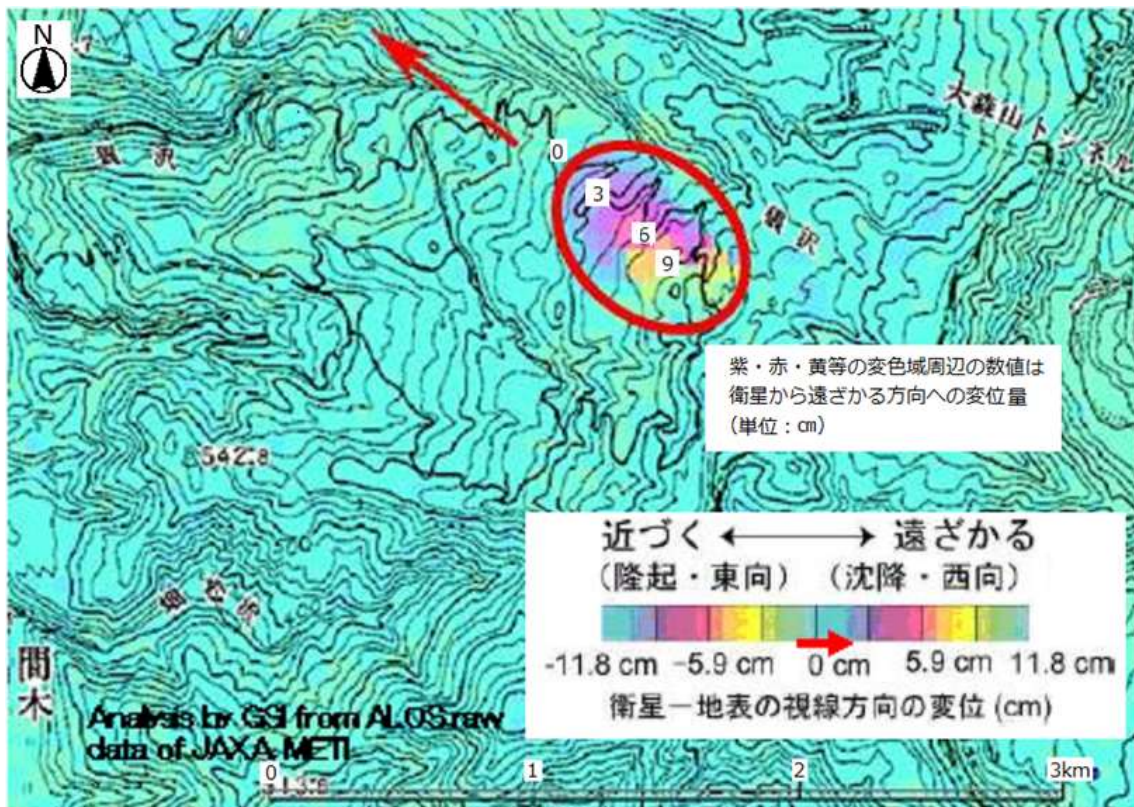 N
大森山トンネル
0
3
6
9
紫・赤・黄等の変色域周辺の数値は
衛星から遠ざかる方向への変位量
(単位：㎝)
542.8
近づく ⟷ 遠ざかる
(隆起・東向) (沈降・西向)
-11.8 cm -5.9 cm 0 cm 5.9 cm 11.8 cm
衛星－地表の視線方向の変位 (cm)
間木
Analysis by GSI from ALOS raw
data of JAXA, METI
0 1 2 3km